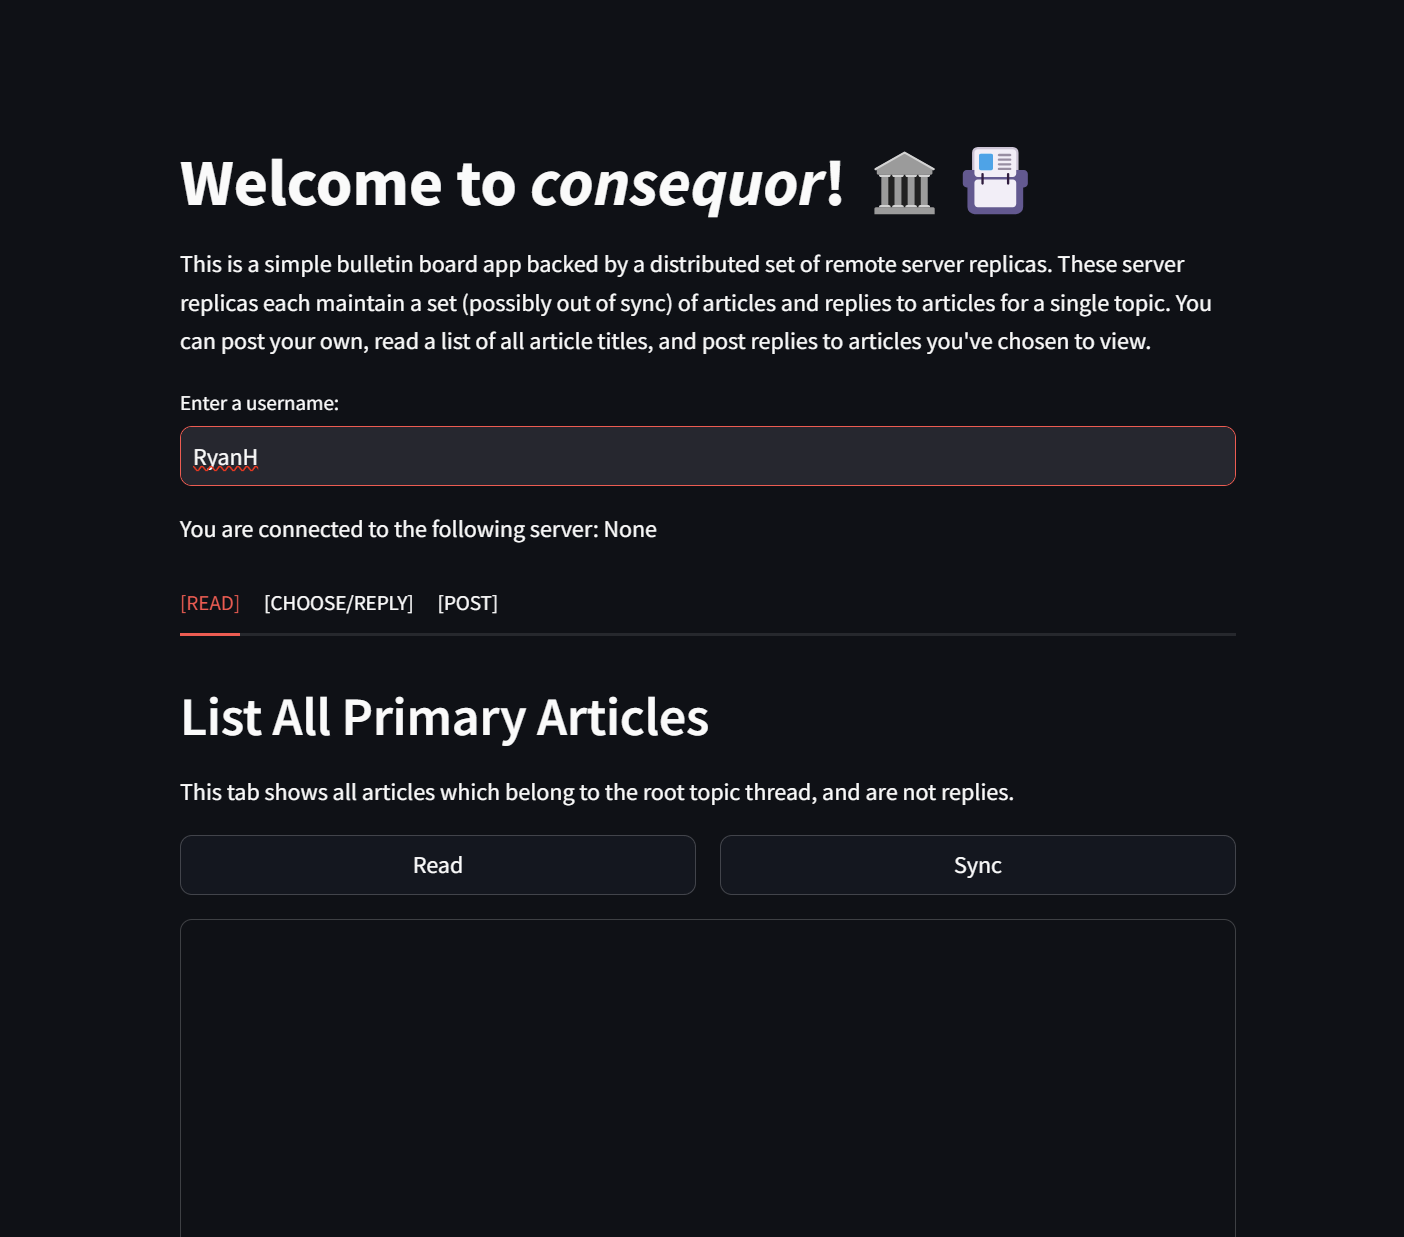 Welcome to consequor!
This is a simple bulletin board app backed by a distributed set of remote server replicas. These server
replicas each maintain a set (possibly out of sync) of articles and replies to articles for a single topic. You
can post your own, read a list of all article titles, and post replies to articles you've chosen to view.
Enter a username:
RyanH
You are connected to the following server: None
[READ] [CHOOSE/REPLY] [POST]
List All Primary Articles
This tab shows all articles which belong to the root topic thread, and are not replies.
Read Sync